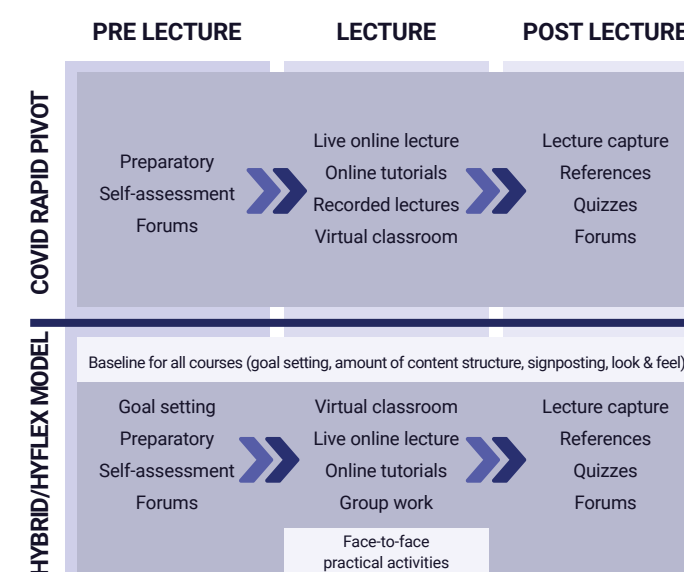 PRE LECTURE
LECTURE
POST LECTURE
COVID RAPID PIVOT
Preparatory
Self-assessment
Forums
Live online lecture
Online tutorials
Recorded lectures
Virtual classroom
Lecture capture
References
Quizzes
Forums
HYBRID/HYFLEX MODEL
Baseline for all courses (goal setting, amount of content structure, signposting, look & feel)
Goal setting
Preparatory
Self-assessment
Forums
Virtual classroom
Live online lecture
Online tutorials
Group work
Face-to-face
practical activities
Lecture capture
References
Quizzes
Forums